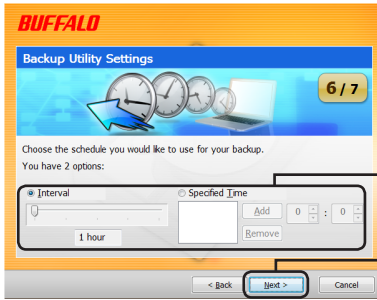 BUFFALO
Backup Utility Settings
6 / 7
Choose the schedule you would like to use for your backup.
You have 2 options:
Interval
Specified Time
Add
0 : 0
1 hour
Remove
< Back
Next >
Cancel